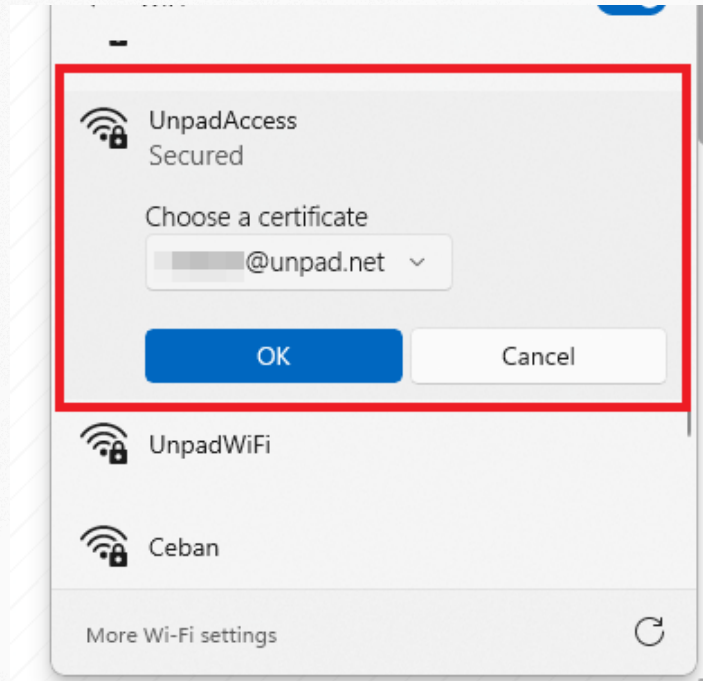 UnpadAccess
Secured
Choose a certificate
@unpad.net
OK
Cancel
UnpadWiFi
Ceban
More Wi-Fi settings